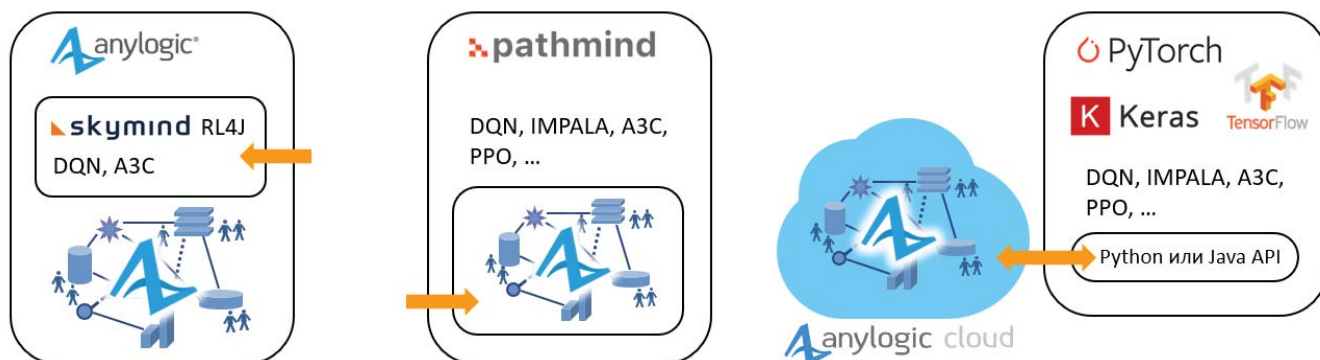 anylogic®
skymind RL4J
DQN, A3C
pathmind
DQN, IMPALA, A3C,
PPO, ...
anylogic cloud
PyTorch
K Keras
TensorFlow
DQN, IMPALA, A3C,
PPO, ...
Python или Java API